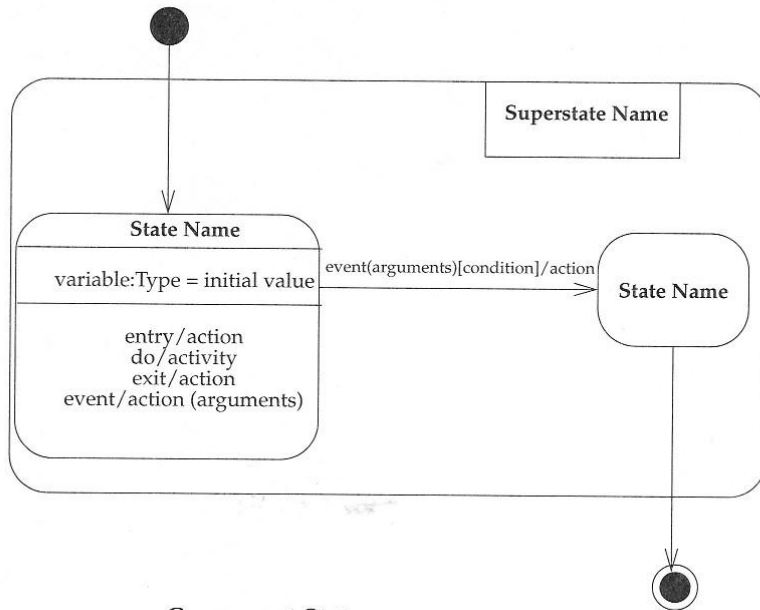 Superstate Name
State Name
variable:Type = initial value
entry/action
do/activity
exit/action
event/action (arguments)
event(arguments)[condition]/action
State Name